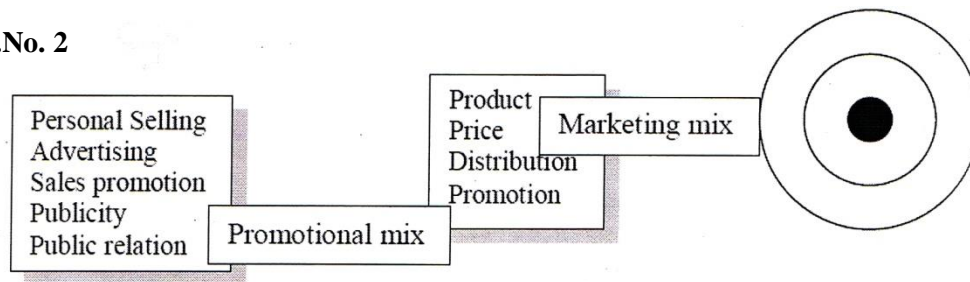 .No. 2
Personal Selling
Advertising
Sales promotion
Publicity
Public relation
Promotional mix
Product
Price
Distribution
Promotion
Marketing mix